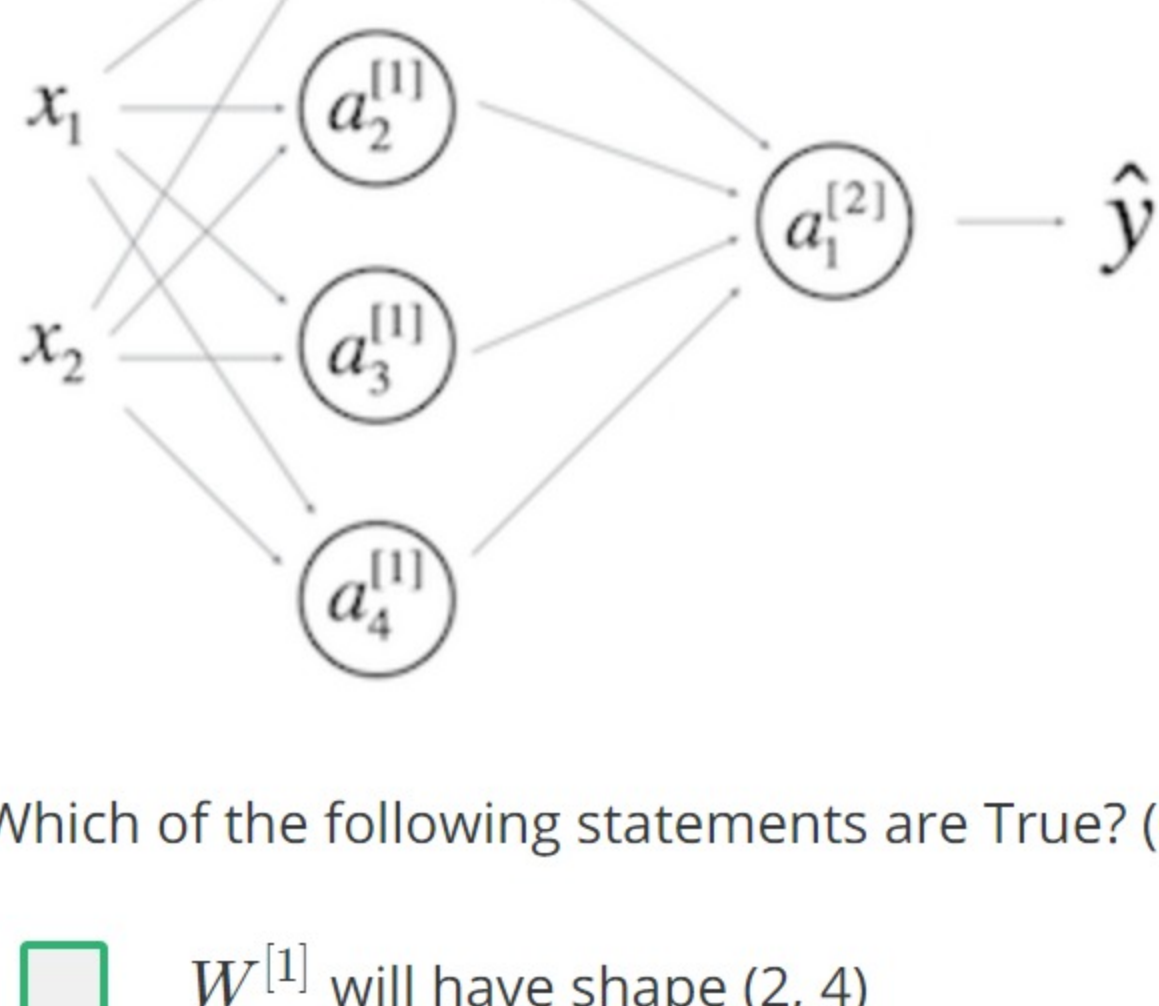 x₁
a₂^[1]
a₁^[2]
ŷ
x₂
a₃^[1]
a₄^[1]
Which of the following statements are True? (
W^[1] will have shape (2, 4)